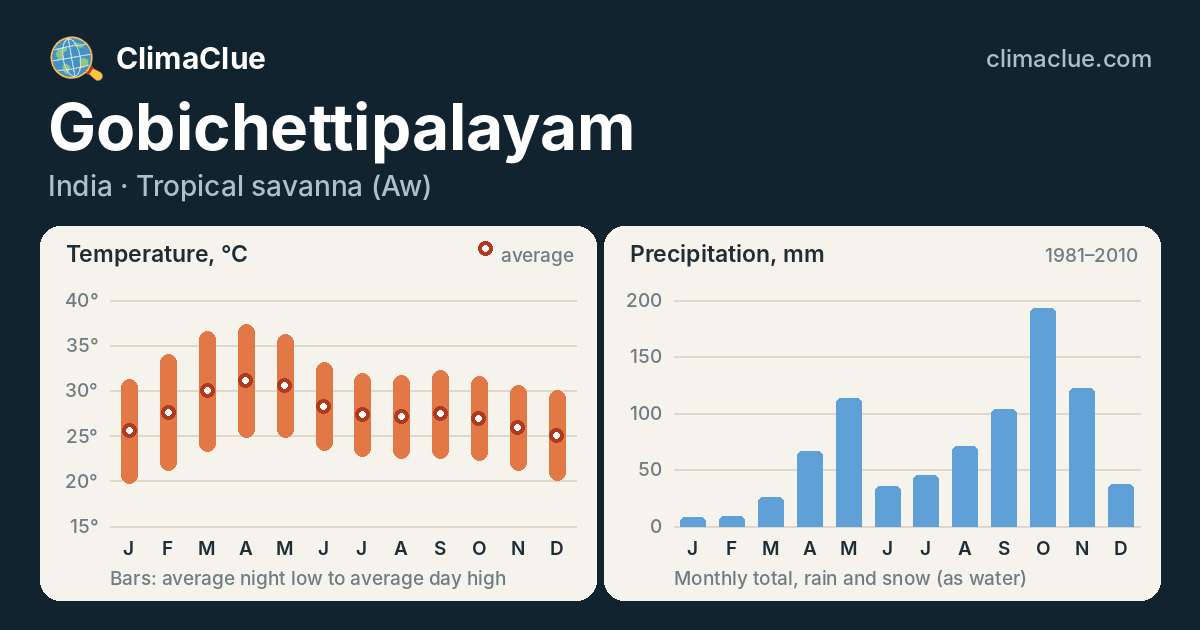 ClimaClue
climaclue.com
Gobichettipalayam
India · Tropical savanna (Aw)
Temperature, °C
average
40°
35°
30°
25°
20°
15°
J F M A M J J A S O N D
Bars: average night low to average day high
Precipitation, mm
1981–2010
200
150
100
50
0
J F M A M J J A S O N D
Monthly total, rain and snow (as water)